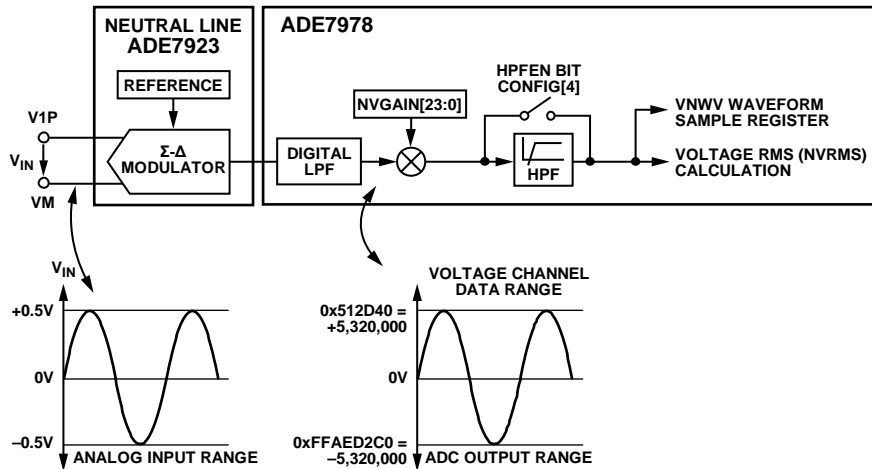 NEUTRAL LINE
ADE7923
ADE7978
REFERENCE
V1P
VIN
VM
Σ-Δ
MODULATOR
DIGITAL
LPF
NVGAIN[23:0]
HPFEN BIT
CONFIG[4]
HPF
VNWV WAVEFORM
SAMPLE REGISTER
VOLTAGE RMS (NVRMS)
CALCULATION
VIN
+0.5V
0V
–0.5V
ANALOG INPUT RANGE
VOLTAGE CHANNEL
DATA RANGE
0x512D40 =
+5,320,000
0V
0xFFAED2C0 =
–5,320,000
ADC OUTPUT RANGE